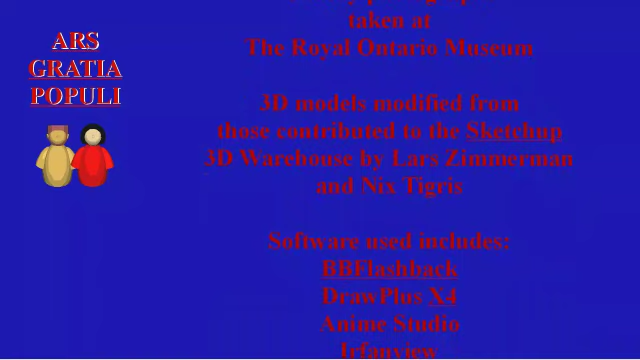 ARS
GRATIA
POPULI
taken at
The Royal Ontario Museum
3D models modified from
those contributed to the Sketchup
3D Warehouse by Lars Zimmerman
and Nix Tigris
Software used includes:
BBFlashback
DrawPlus X4
Anime Studio
Irfanview